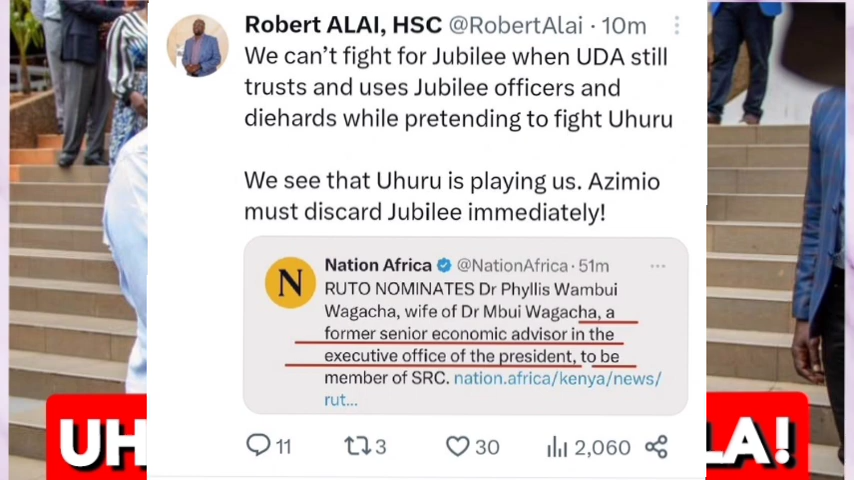 Robert ALAI, HSC @RobertAlai · 10m
We can't fight for Jubilee when UDA still
trusts and uses Jubilee officers and
diehards while pretending to fight Uhuru
We see that Uhuru is playing us. Azimio
must discard Jubilee immediately!
N
Nation Africa @NationAfrica · 51m
RUTO NOMINATES Dr Phyllis Wambui
Wagacha, wife of Dr Mbui Wagacha, a
former senior economic advisor in the
executive office of the president, to be
member of SRC. nation.africa/kenya/news/
rut...
11 3 30 2,060
UH LA!